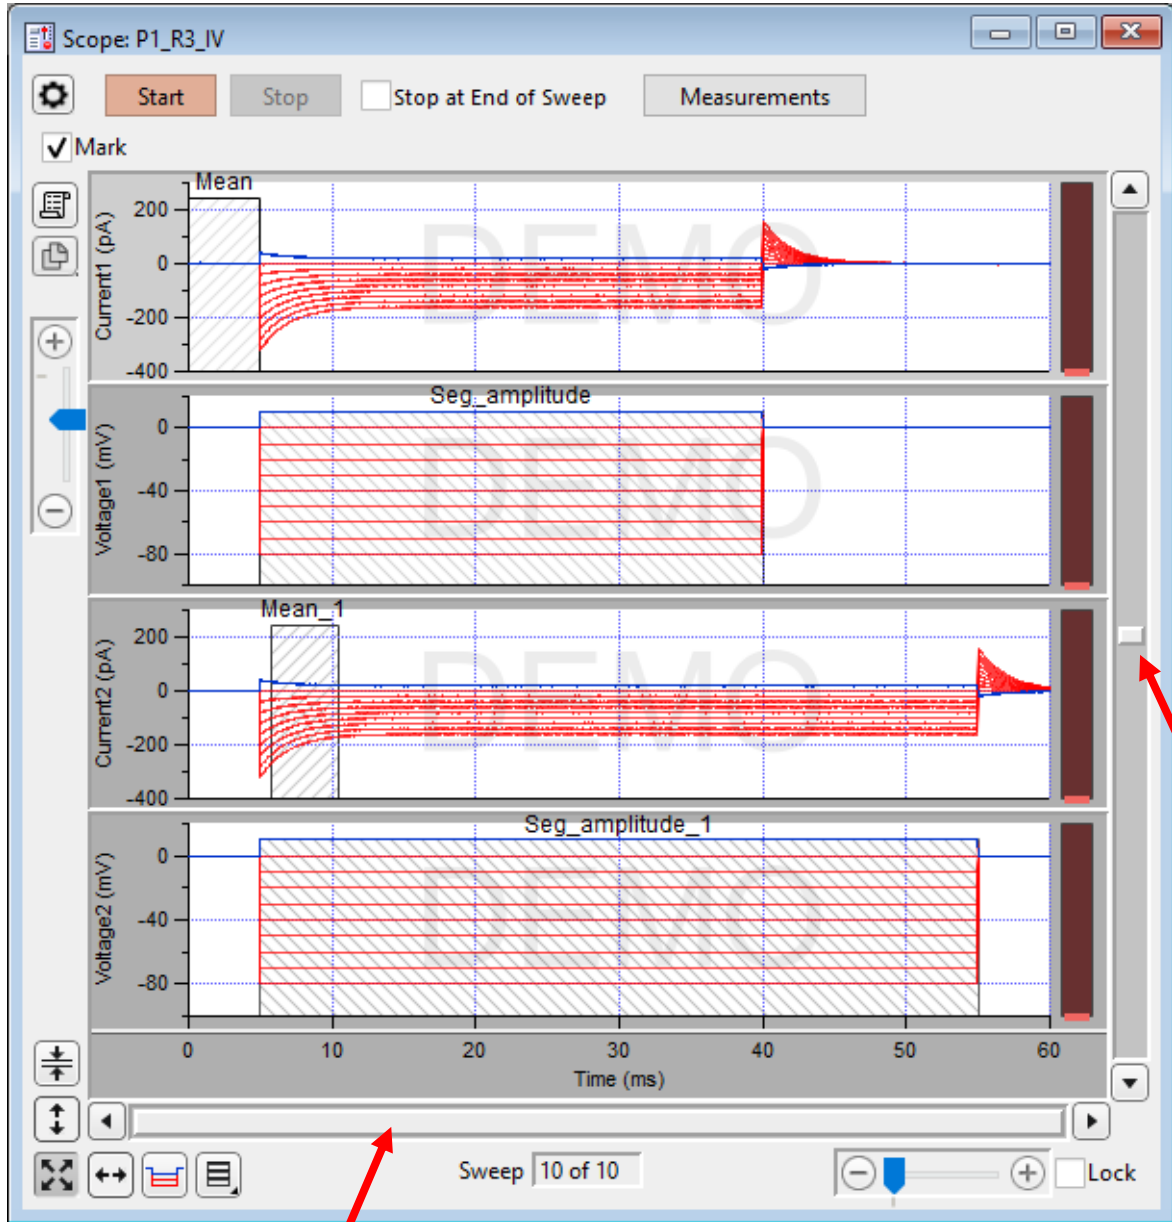 Scope: P1_R3_IV
Start
Stop
Stop at End of Sweep
Measurements
Mark
Mean
200
0
-200
-400
Current1 (pA)
DEMO
Seg_amplitude
0
-40
-80
Voltage1 (mV)
DEMO
Mean_1
200
0
-200
-400
Current2 (pA)
DEMO
Seg_amplitude_1
0
-40
-80
Voltage2 (mV)
DEMO
0 10 20 30 40 50 60
Time (ms)
Sweep 10 of 10
Lock